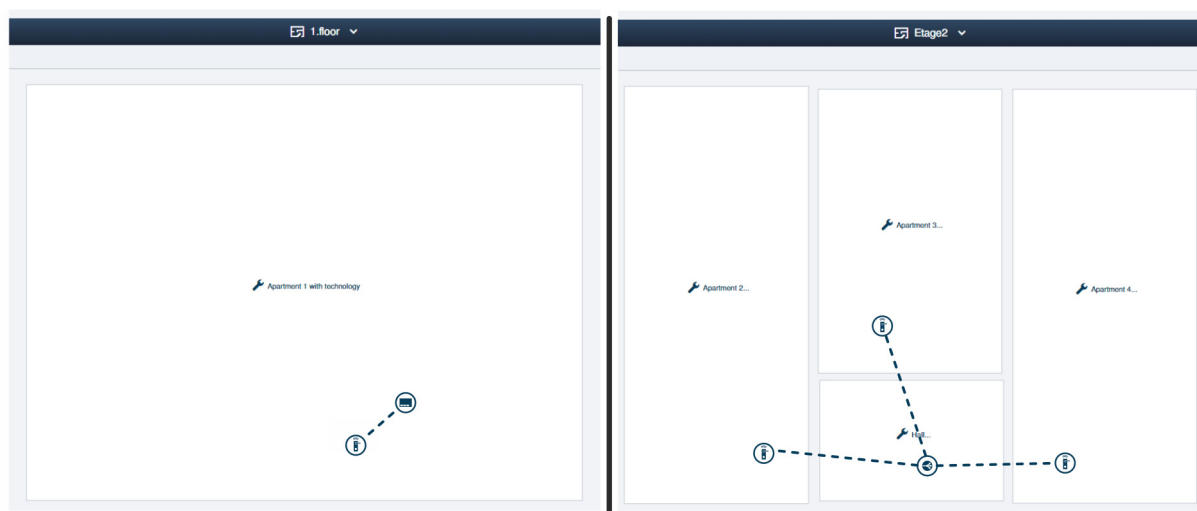 1.floor
Apartment 1 with technology
Etage2
Apartment 2...
Apartment 3...
Apartment 4...
Hall...